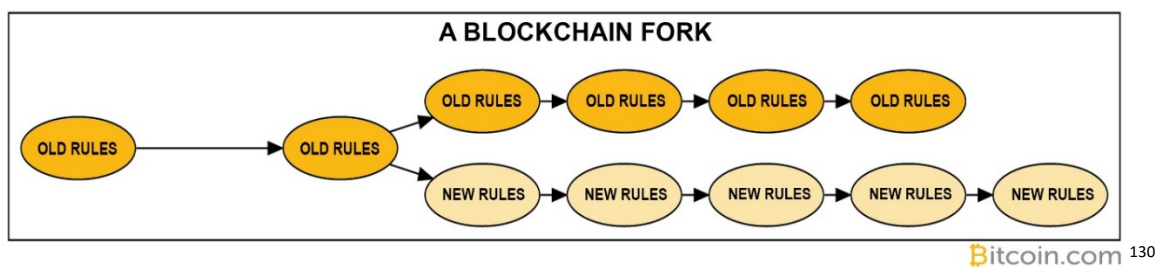 A BLOCKCHAIN FORK
OLD RULES OLD RULES OLD RULES OLD RULES
OLD RULES OLD RULES
NEW RULES NEW RULES NEW RULES NEW RULES NEW RULES
Bitcoin.com 130